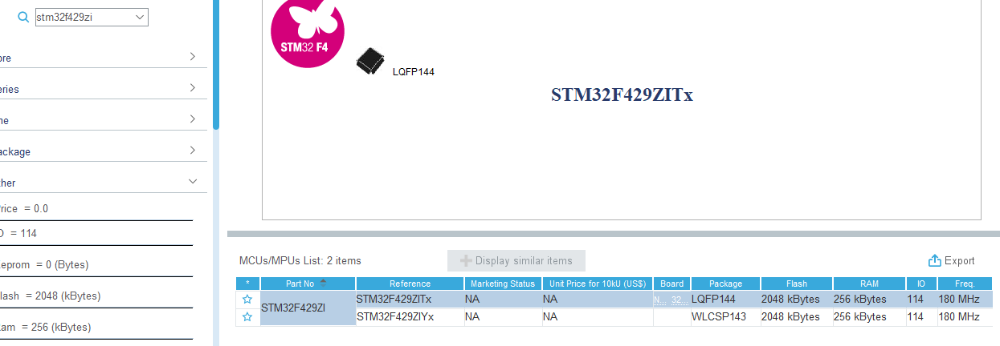 stm32f429zi
STM32 F4
LQFP144
STM32F429ZITx
ore
eries
ne
ackage
ther
rice = 0.0
O = 114
eprom = 0 (Bytes)
lash = 2048 (kBytes)
am = 256 (kBytes)
MCUs/MPUs List: 2 items
Display similar items
Export
* Part No Reference Marketing Status Unit Price for 10kU (US$) Board Package Flash RAM IO Freq.
STM32F429ZI STM32F429ZITx NA NA N... 32... LQFP144 2048 kBytes 256 kBytes 114 180 MHz
STM32F429ZIYx NA NA WLCSP143 2048 kBytes 256 kBytes 114 180 MHz